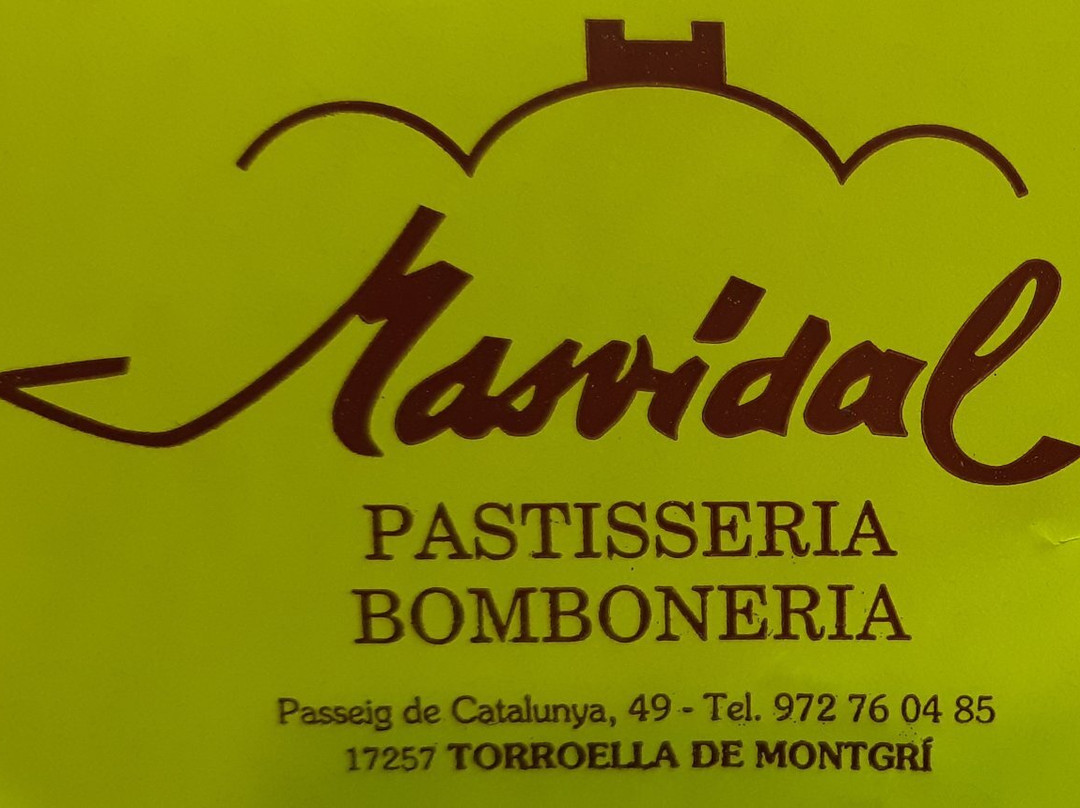 Masvidal
PASTISSERIA
BOMBONERIA
Passeig de Catalunya, 49 - Tel. 972 76 04 85
17257 TORROELLA DE MONTGRÍ